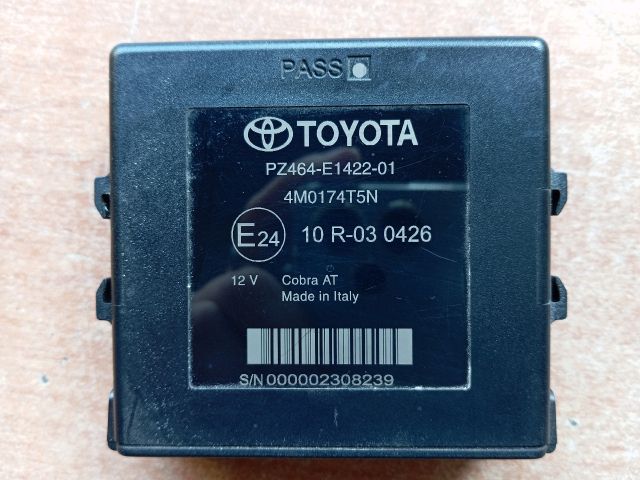 PASS
TOYOTA
PZ464-E1422-01
4M0174T5N
E24 10 R-03 0426
12 V Cobra AT
Made in Italy
S/N 000002308239